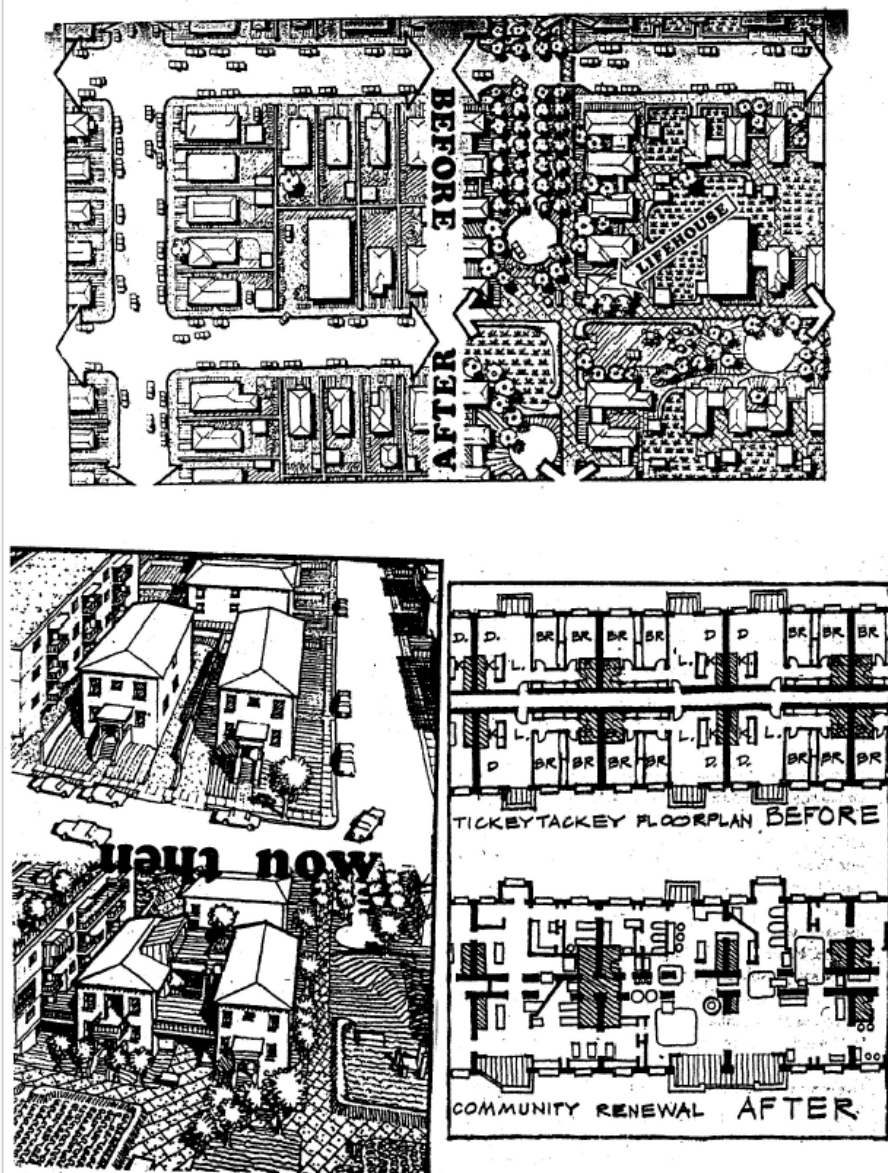 BEFORE
AFTER
LIFEHOUSE
now then
D. D. BR BR BR BR D D BR BR BR
L. L. K K. L.
L. L. L.
D BR BR BR BR D. D. BR BR BR
TICKEYTACKEY FLOORPLAN BEFORE
COMMUNITY RENEWAL AFTER